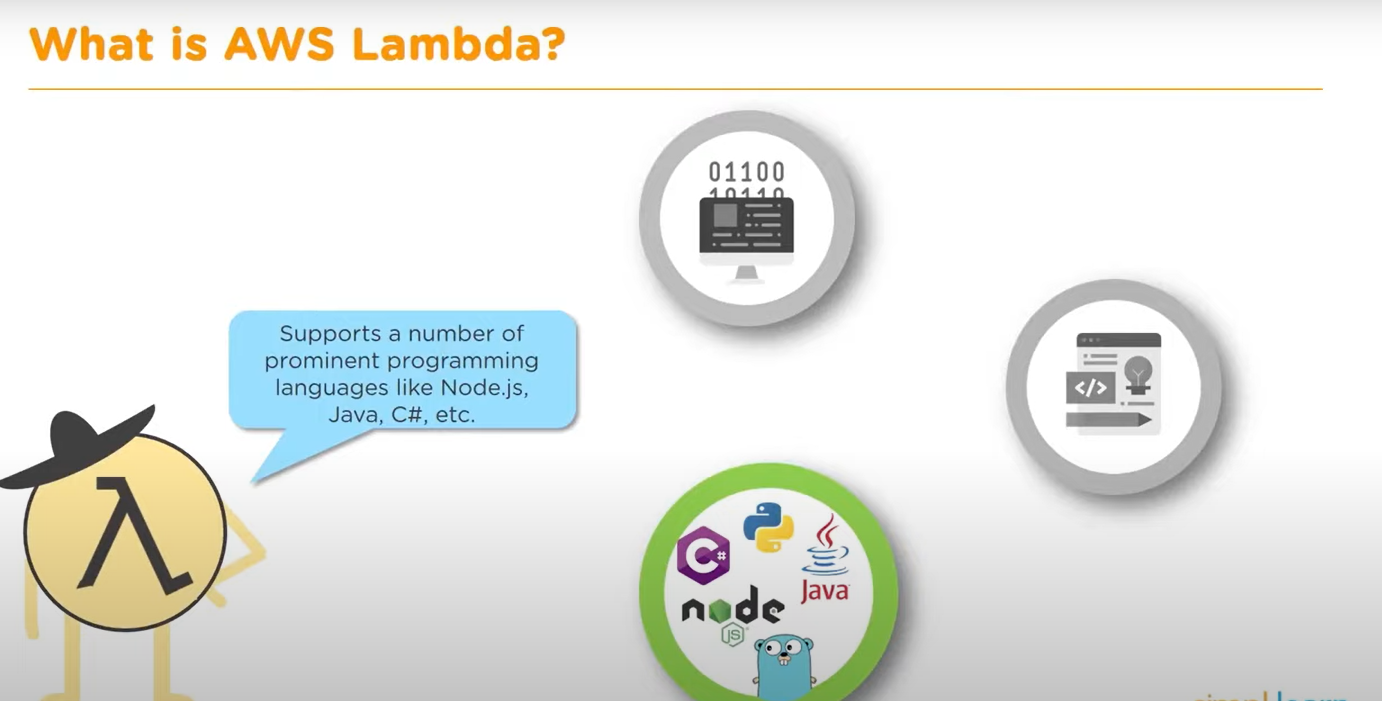 What is AWS Lambda?
01100
10110
Supports a number of
prominent programming
languages like Node.js,
Java, C#, etc.
</>
C#
Java
node
JS
λ
simplilearn